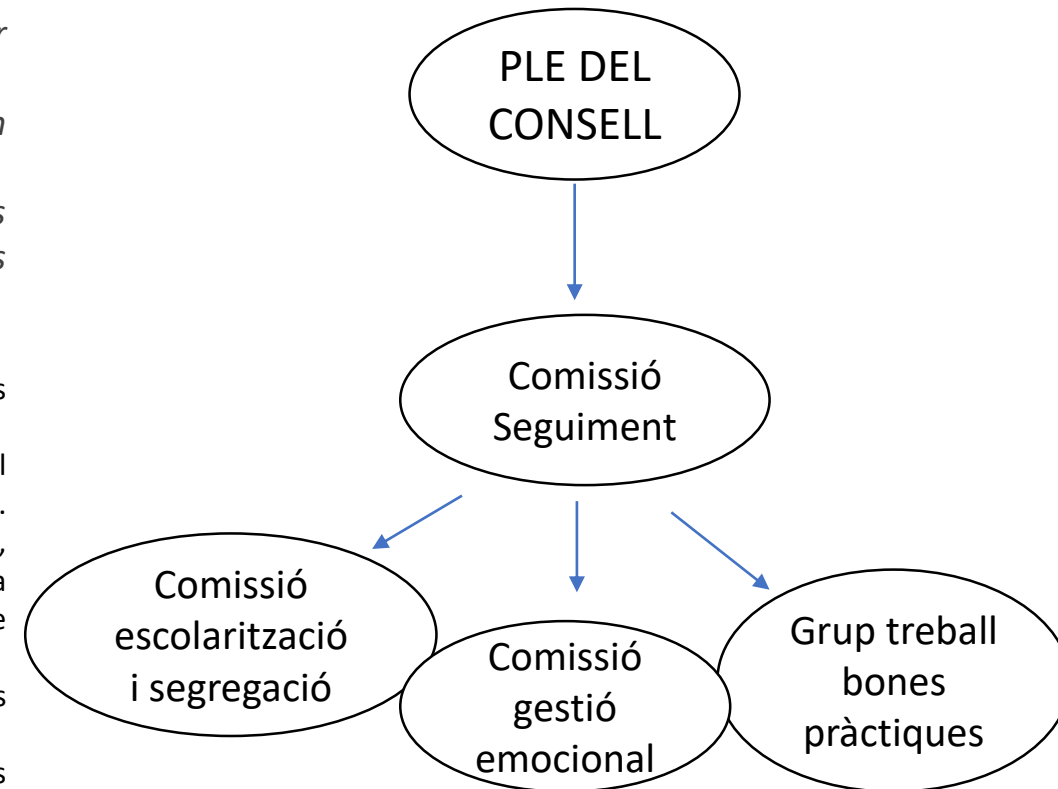 PLE DEL
CONSELL
Comissió
Seguiment
Comissió
escolarització
i segregació
Comissió
gestió
emocional
Grup treball
bones
pràctiques